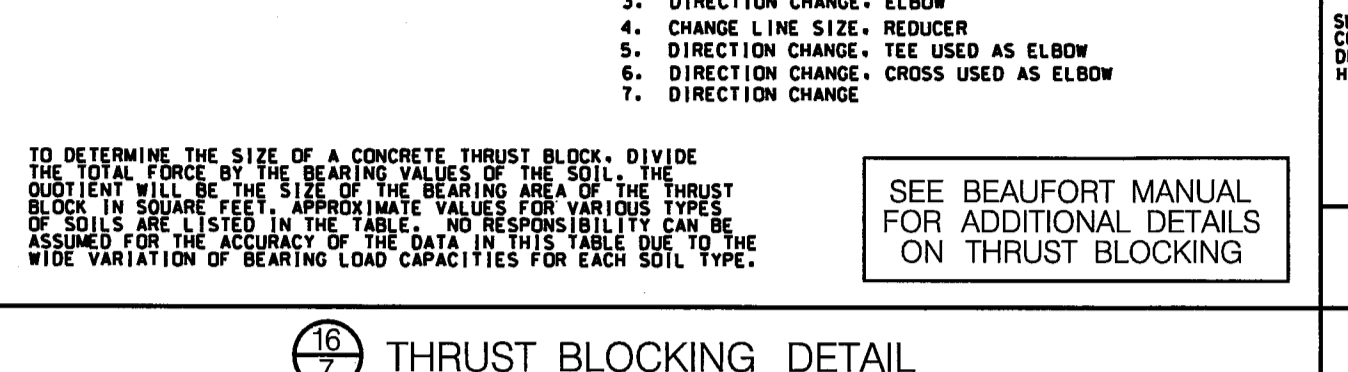 3. DIRECTION CHANGE. ELBOW
4. CHANGE LINE SIZE. REDUCER
5. DIRECTION CHANGE. TEE USED AS ELBOW
6. DIRECTION CHANGE. CROSS USED AS ELBOW
7. DIRECTION CHANGE
TO DETERMINE THE SIZE OF A CONCRETE THRUST BLOCK. DIVIDE
THE TOTAL FORCE BY THE BEARING VALUES OF THE SOIL. THE
QUOTIENT WILL BE THE SIZE OF THE BEARING AREA OF THE THRUST
BLOCK IN SQUARE FEET. APPROXIMATE VALUES FOR VARIOUS TYPES
OF SOILS ARE LISTED IN THE TABLE. NO RESPONSIBILITY CAN BE
ASSUMED FOR THE ACCURACY OF THE DATA IN THIS TABLE DUE TO THE
WIDE VARIATION OF BEARING LOAD CAPACITIES FOR EACH SOIL TYPE.
SEE BEAUFORT MANUAL
FOR ADDITIONAL DETAILS
ON THRUST BLOCKING
16
7
THRUST BLOCKING DETAIL